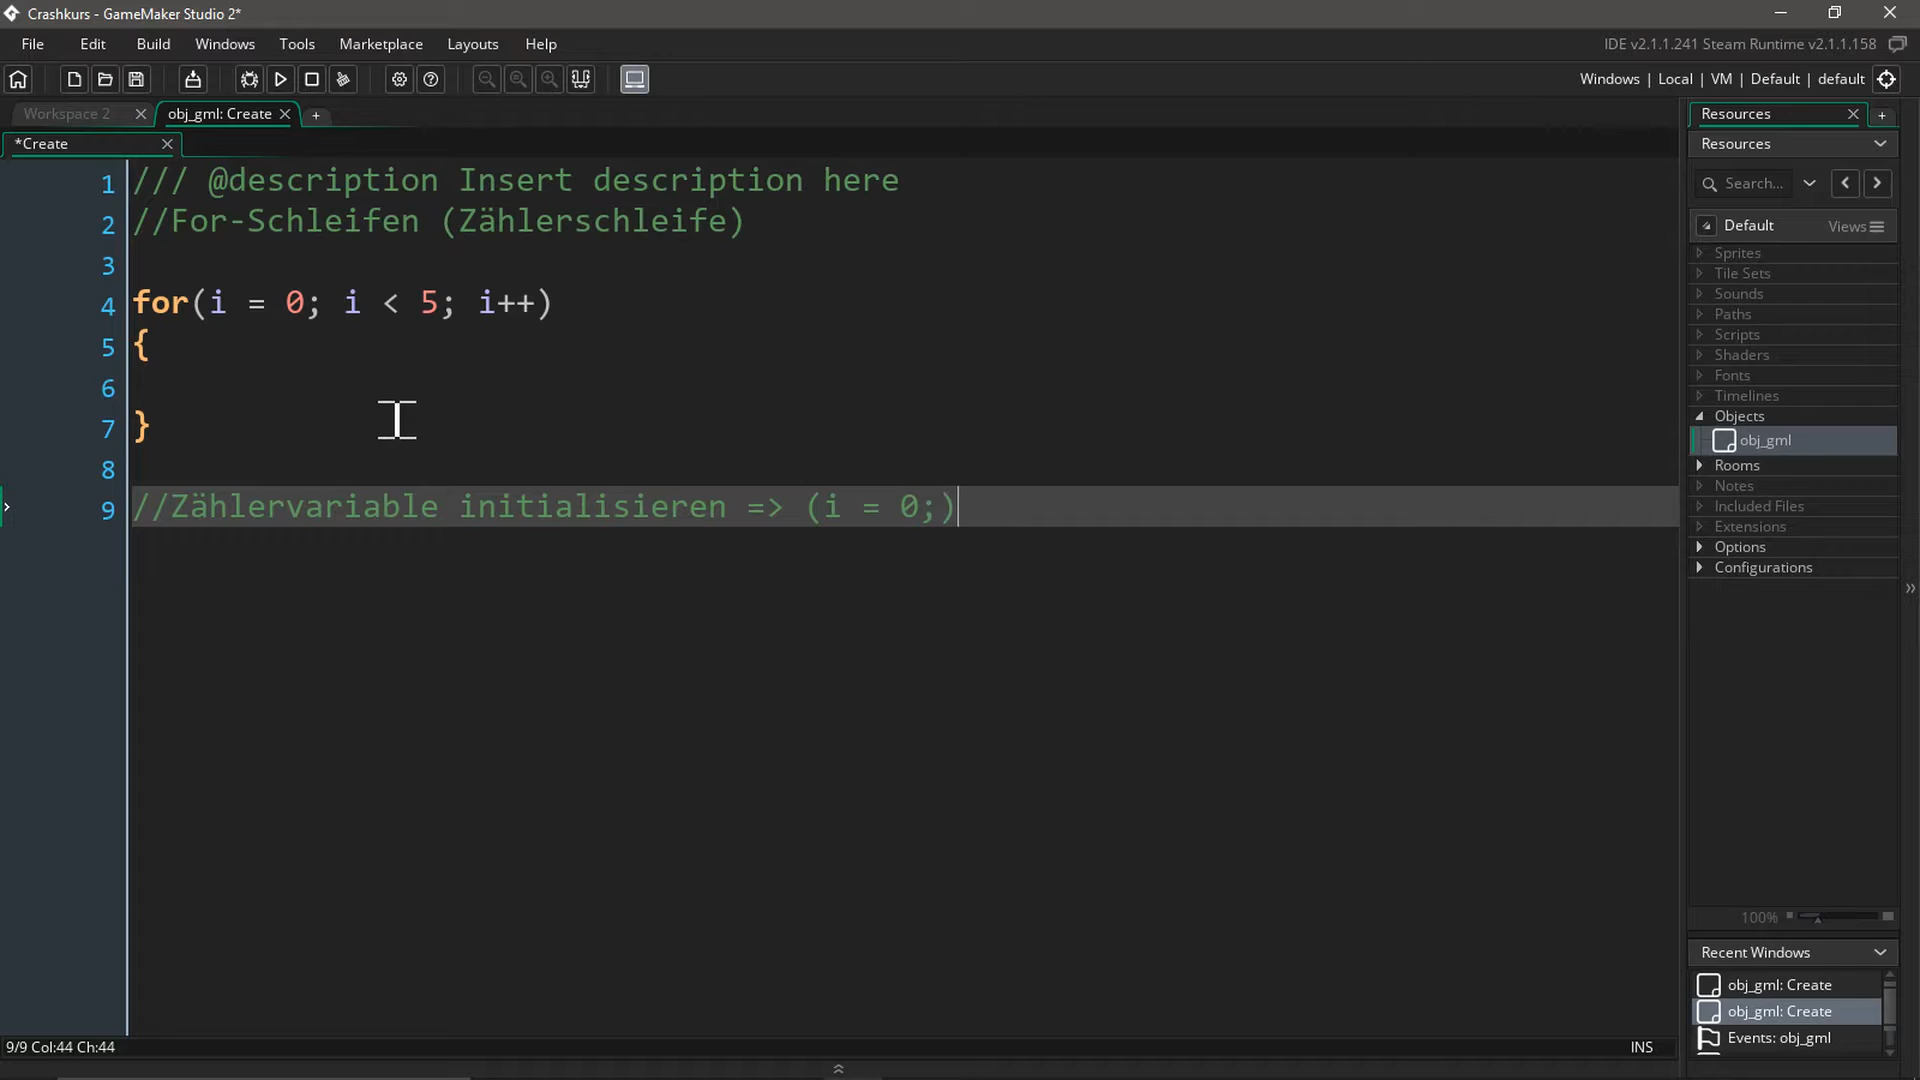 Crashkurs - GameMaker Studio 2*
File Edit Build Windows Tools Marketplace Layouts Help
IDE v2.1.1.241 Steam Runtime v2.1.1.158
Windows | Local | VM | Default | default
Workspace 2
obj_gml: Create
*Create
1 /// @description Insert description here
2 //For-Schleifen (Zählerschleife)
3
4 for(i = 0; i < 5; i++)
5 {
6
7 }
8
9 //Zählervariable initialisieren => (i = 0;)
9/9 Col:44 Ch:44
INS
Resources
Resources
Search...
Default
Views
Sprites
Tile Sets
Sounds
Paths
Scripts
Shaders
Fonts
Timelines
Objects
obj_gml
Rooms
Notes
Included Files
Extensions
Options
Configurations
100%
Recent Windows
obj_gml: Create
obj_gml: Create
Events: obj_gml